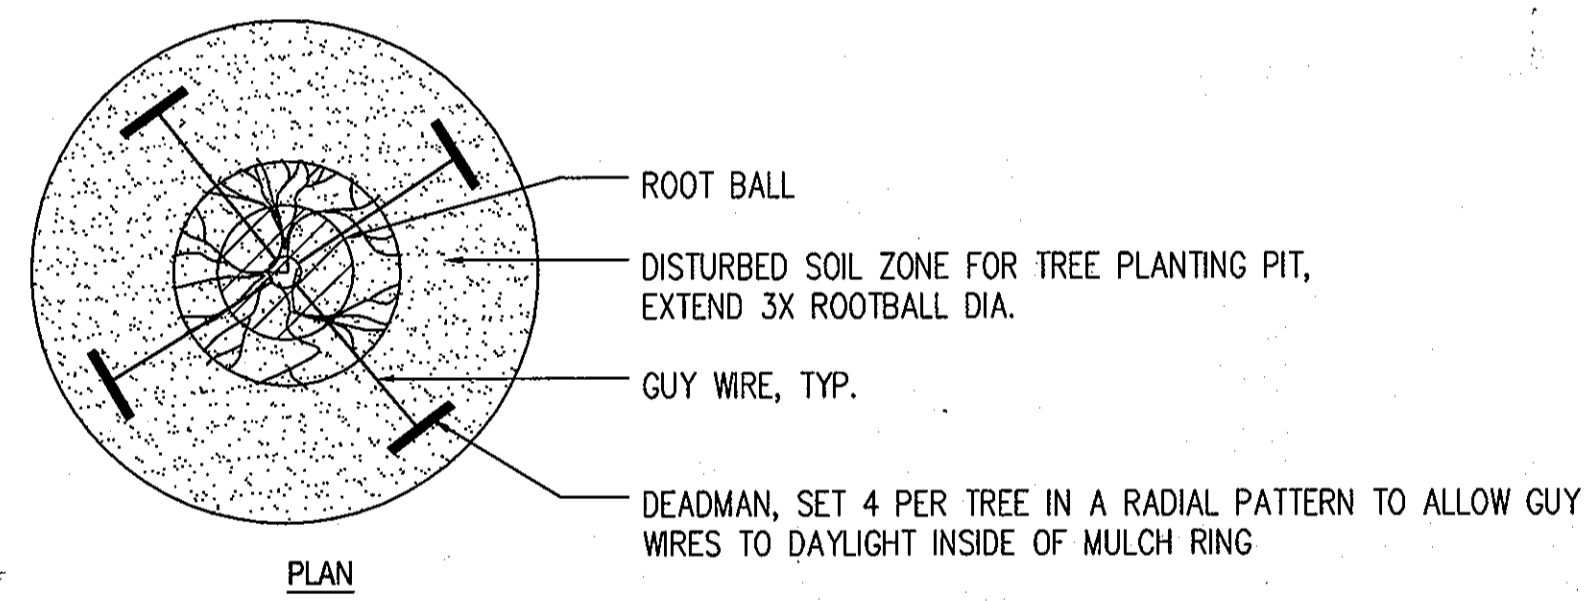 ROOT BALL
DISTURBED SOIL ZONE FOR TREE PLANTING PIT,
EXTEND 3X ROOTBALL DIA.
GUY WIRE, TYP.
DEADMAN, SET 4 PER TREE IN A RADIAL PATTERN TO ALLOW GUY
WIRES TO DAYLIGHT INSIDE OF MULCH RING
PLAN